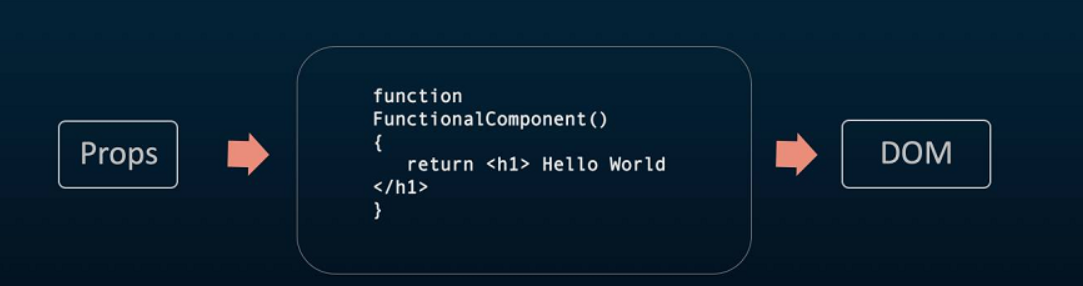 Props
function
FunctionalComponent()
{
return <h1> Hello World
</h1>
}
DOM